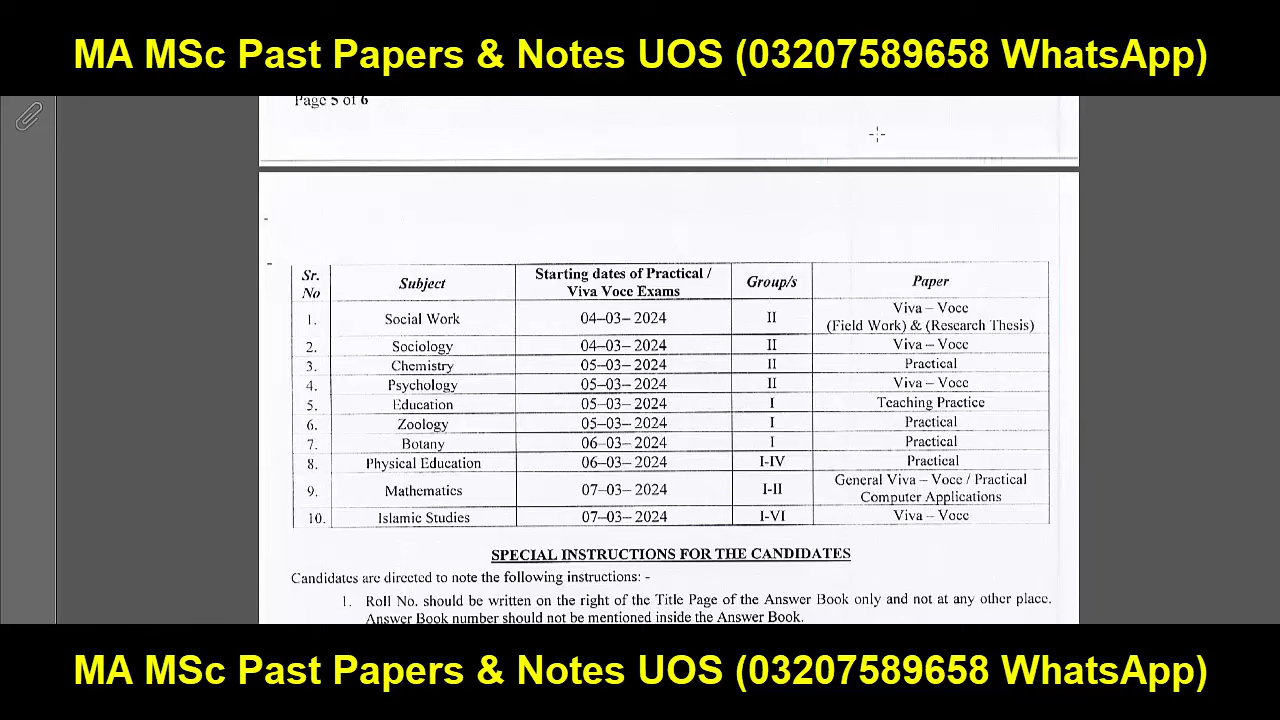 MA MSc Past Papers & Notes UOS (03207589658 WhatsApp)
Page 5 of 6
Sr. No Subject Starting dates of Practical / Viva Voce Exams Group/s Paper
1. Social Work 04–03–2024 II Viva – Voce (Field Work) & (Research Thesis)
2. Sociology 04–03–2024 II Viva – Voce
3. Chemistry 05–03–2024 II Practical
4. Psychology 05–03–2024 II Viva – Voce
5. Education 05–03–2024 I Teaching Practice
6. Zoology 05–03–2024 I Practical
7. Botany 06–03–2024 I Practical
8. Physical Education 06–03–2024 I-IV Practical
9. Mathematics 07–03–2024 I-II General Viva – Voce / Practical Computer Applications
10. Islamic Studies 07–03–2024 I-VI Viva – Voce
SPECIAL INSTRUCTIONS FOR THE CANDIDATES
Candidates are directed to note the following instructions: -
1. Roll No. should be written on the right of the Title Page of the Answer Book only and not at any other place.
Answer Book number should not be mentioned inside the Answer Book.
MA MSc Past Papers & Notes UOS (03207589658 WhatsApp)